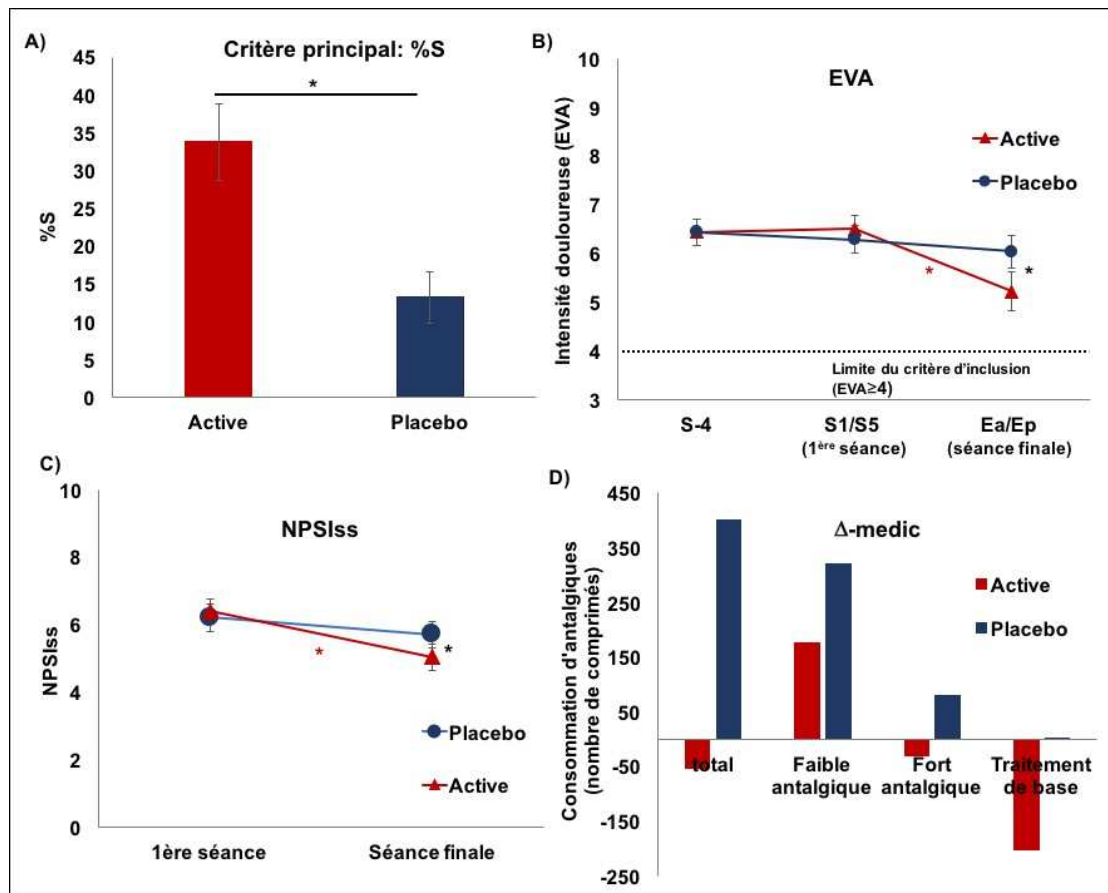 A)
Critère principal: %S
*
45
40
35
30
25
20
15
10
5
0
%S
Active
Placebo
B)
EVA
10
9
8
7
6
5
4
3
Intensité douloureuse (EVA)
Active
Placebo
*
*
Limite du critère d'inclusion
(EVA≥4)
S-4
S1/S5
(1ère séance)
Ea/Ep
(séance finale)
C)
NPSIss
10
8
6
4
2
0
NPSIss
*
*
Placebo
Active
1ère séance
Séance finale
D)
Δ-medic
450
350
250
150
50
-50
-150
-250
Consommation d'antalgiques
(nombre de comprimés)
Active
Placebo
total
Faible
antalgique
Fort
antalgique
Traitement
de base